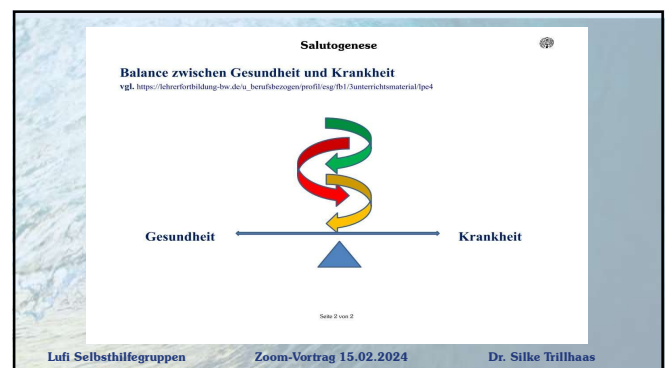 Salutogenese
Balance zwischen Gesundheit und Krankheit
vgl. https://lehrerfortbildung-bw.de/u_berufsbezogen/profil/esg/fb1/3unterrichtsmaterial/lpe4
Gesundheit Krankheit
Seite 2 von 2
Lufi Selbsthilfegruppen Zoom-Vortrag 15.02.2024 Dr. Silke Trillhaas